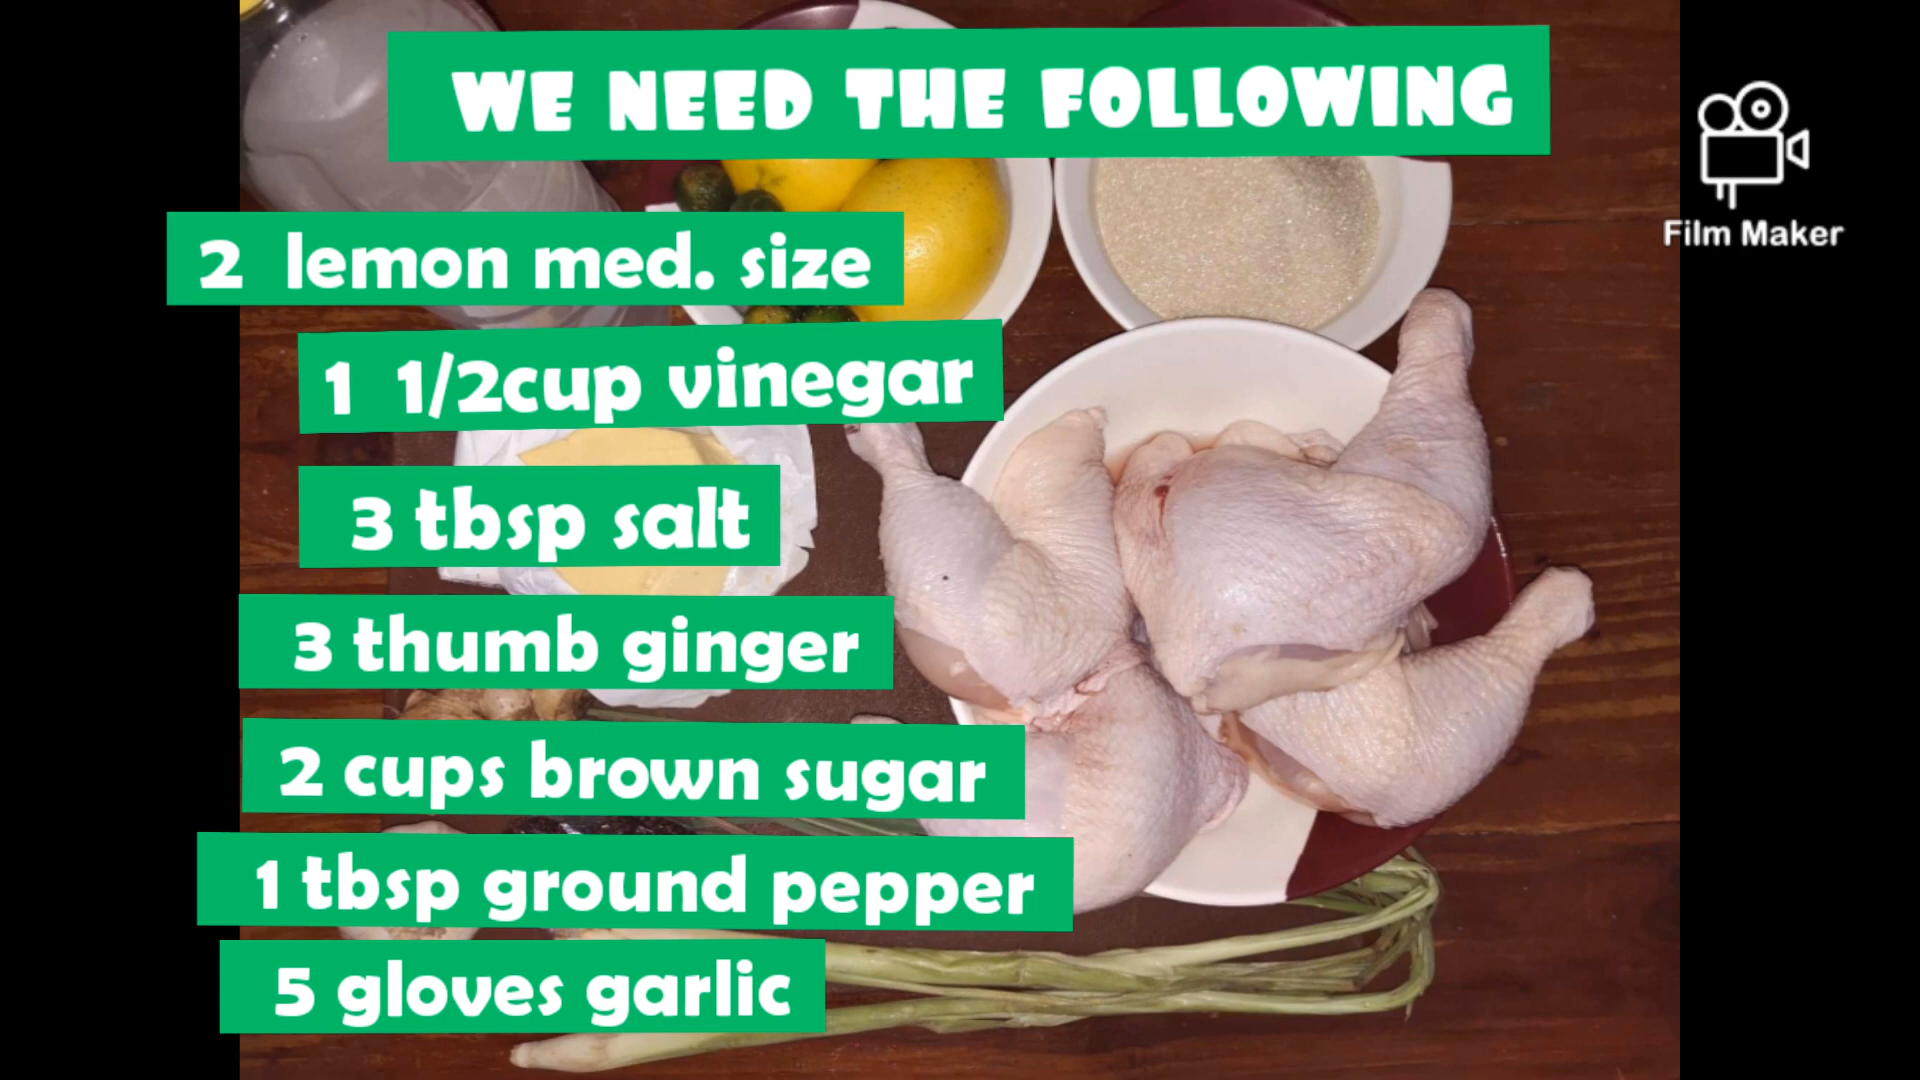 WE NEED THE FOLLOWING
Film Maker
2 lemon med. size
1 1/2cup vinegar
3 tbsp salt
3 thumb ginger
2 cups brown sugar
1 tbsp ground pepper
5 gloves garlic